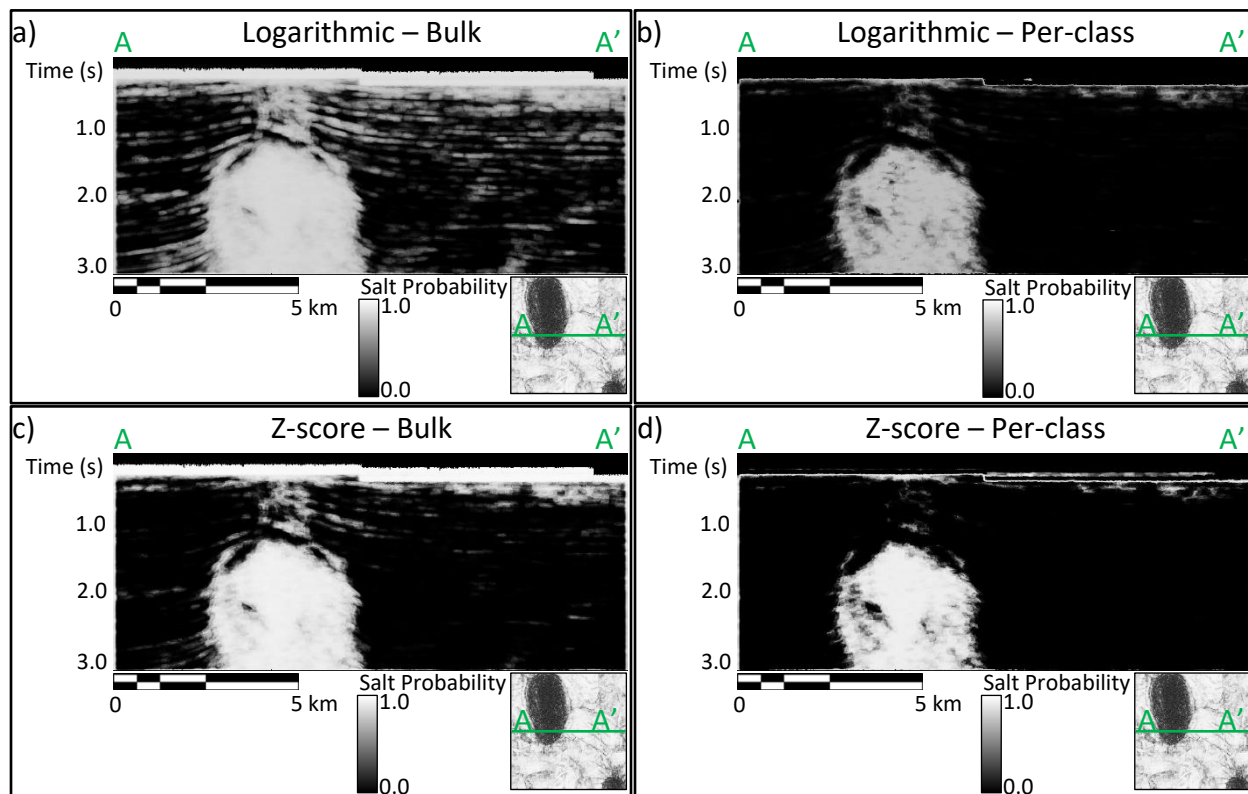 a) Logarithmic – Bulk
A A'
Time (s)
1.0
2.0
3.0
0 5 km
Salt Probability
1.0
0.0
A A'
b) Logarithmic – Per-class
A A'
Time (s)
1.0
2.0
3.0
0 5 km
Salt Probability
1.0
0.0
A A'
c) Z-score – Bulk
A A'
Time (s)
1.0
2.0
3.0
0 5 km
Salt Probability
1.0
0.0
A A'
d) Z-score – Per-class
A A'
Time (s)
1.0
2.0
3.0
0 5 km
Salt Probability
1.0
0.0
A A'